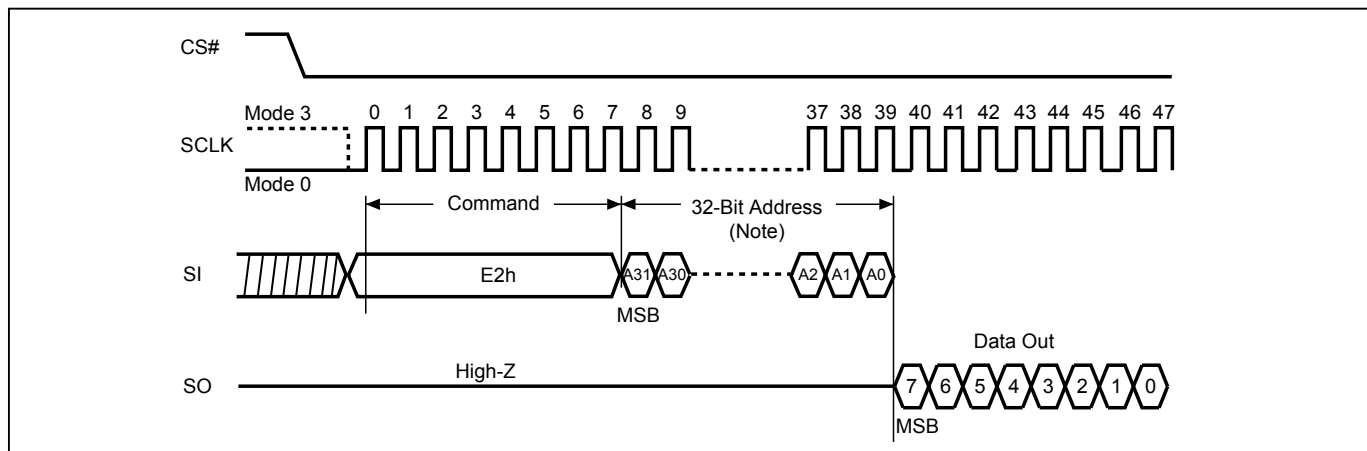 CS#
Mode 3
0 1 2 3 4 5 6 7 8 9 37 38 39 40 41 42 43 44 45 46 47
SCLK
Mode 0
Command
32-Bit Address
(Note)
SI
E2h
A31 A30 A2 A1 A0
MSB
Data Out
High-Z
SO
7 6 5 4 3 2 1 0
MSB